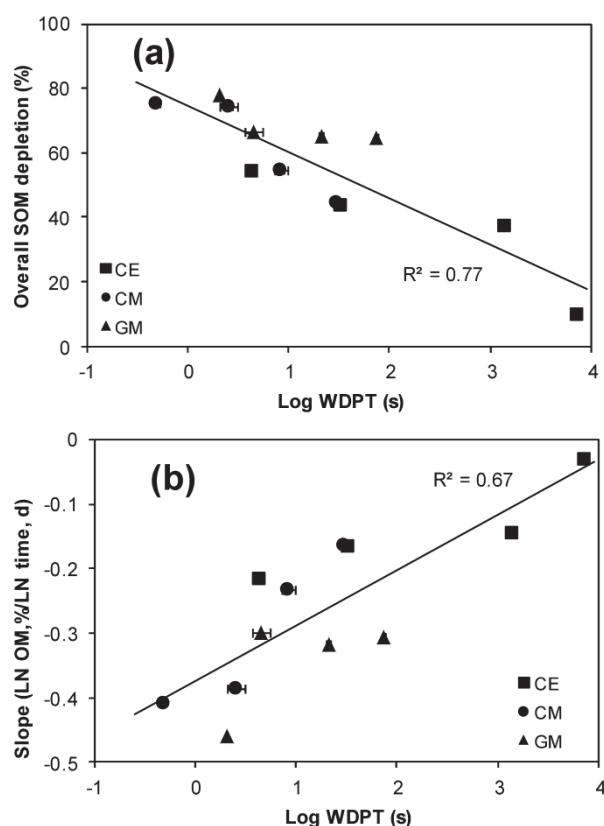 100
80
60
40
20
0
(a)
Overall SOM depletion (%)
CE
CM
GM
R² = 0.77
-1
0
1
2
3
4
Log WDPT (s)
0
-0.1
-0.2
-0.3
-0.4
-0.5
(b)
Slope (LN OM,%/LN time, d)
R² = 0.67
CE
CM
GM
-1
0
1
2
3
4
Log WDPT (s)